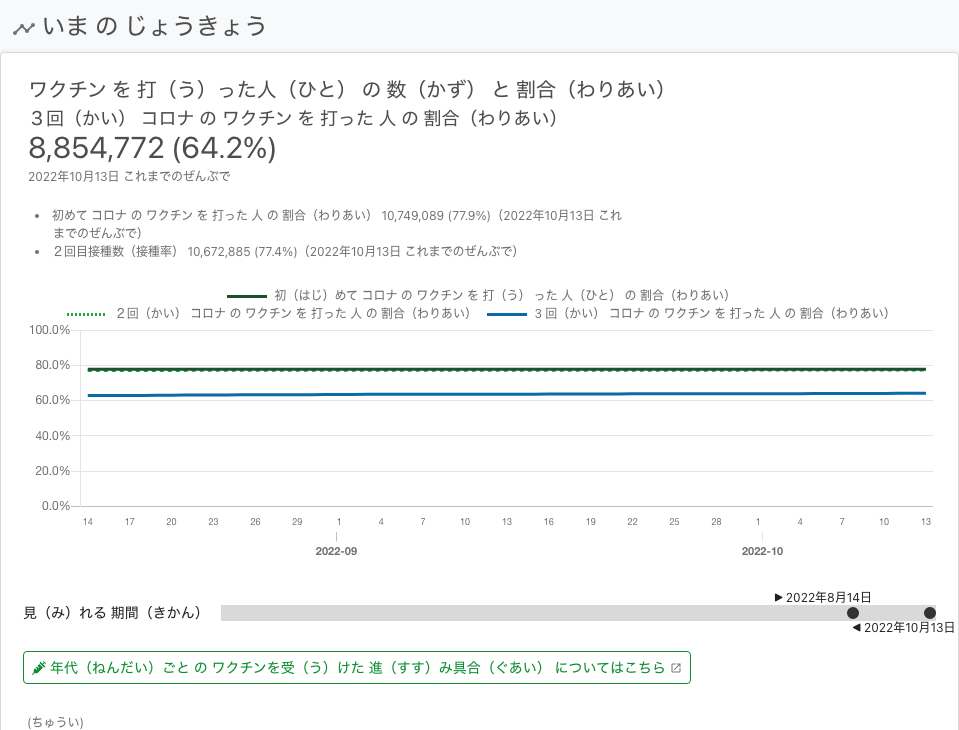 いま の じょうきょう
ワクチン を 打（う）った人（ひと） の 数（かず） と 割合（わりあい）
３回（かい） コロナ の ワクチン を 打った 人 の 割合（わりあい）
8,854,772 (64.2%)
2022年10月13日 これまでのぜんぶで
• 初めて コロナ の ワクチン を 打った 人 の 割合（わりあい） 10,749,089 (77.9%)（2022年10月13日 これ
までのぜんぶで）
• ２回目接種数（接種率） 10,672,885 (77.4%)（2022年10月13日 これまでのぜんぶで）
初（はじ）めて コロナ の ワクチン を 打（う） った 人（ひと） の 割合（わりあい）
２回（かい） コロナ の ワクチン を 打った 人 の 割合（わりあい） ３回（かい） コロナ の ワクチン を 打った 人 の 割合（わりあい）
100.0%
80.0%
60.0%
40.0%
20.0%
0.0%
14 17 20 23 26 29 1 4 7 10 13 16 19 22 25 28 1 4 7 10 13
2022-09 2022-10
▶ 2022年8月14日
見（み）れる 期間（きかん）
◀ 2022年10月13日
年代（ねんだい）ごと の ワクチンを受（う）けた 進（すす）み具合（ぐあい） についてはこちら
（ちゅうい）